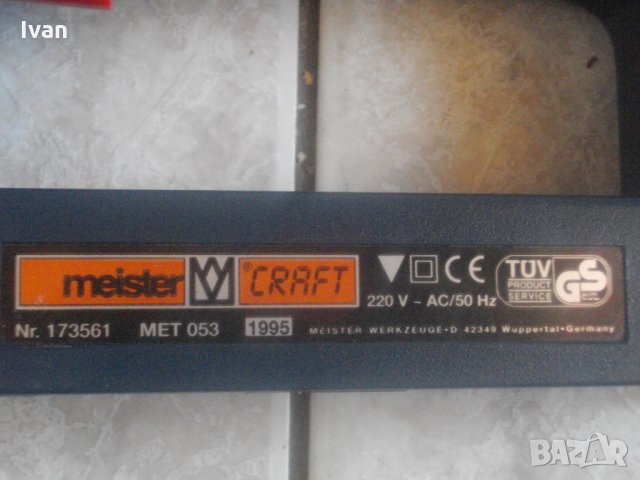 Ivan
meister CRAFT
®
CE
TÜV
PRODUCT
SERVICE
GS
220 V ~ AC/50 Hz
Nr. 173561 MET 053 1995 MEISTER WERKZEUGE · D 42349 Wuppertal · Germany
BAZAR